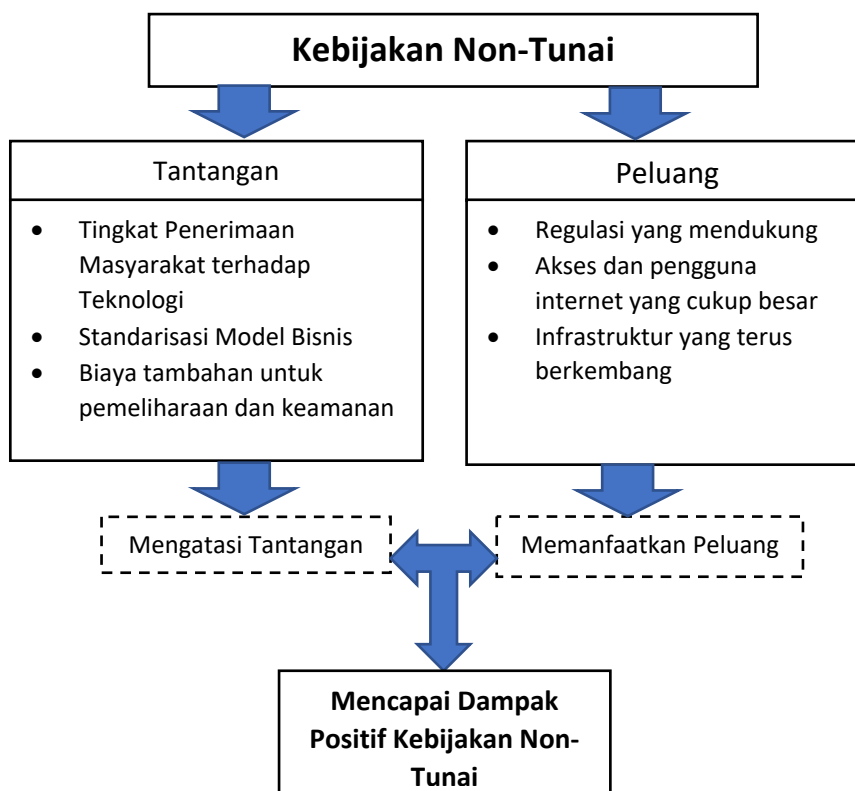 Kebijakan Non-Tunai
Tantangan
• Tingkat Penerimaan
Masyarakat terhadap
Teknologi
• Standarisasi Model Bisnis
• Biaya tambahan untuk
pemeliharaan dan keamanan
Peluang
• Regulasi yang mendukung
• Akses dan pengguna
internet yang cukup besar
• Infrastruktur yang terus
berkembang
Mengatasi Tantangan
Memanfaatkan Peluang
Mencapai Dampak
Positif Kebijakan Non-
Tunai